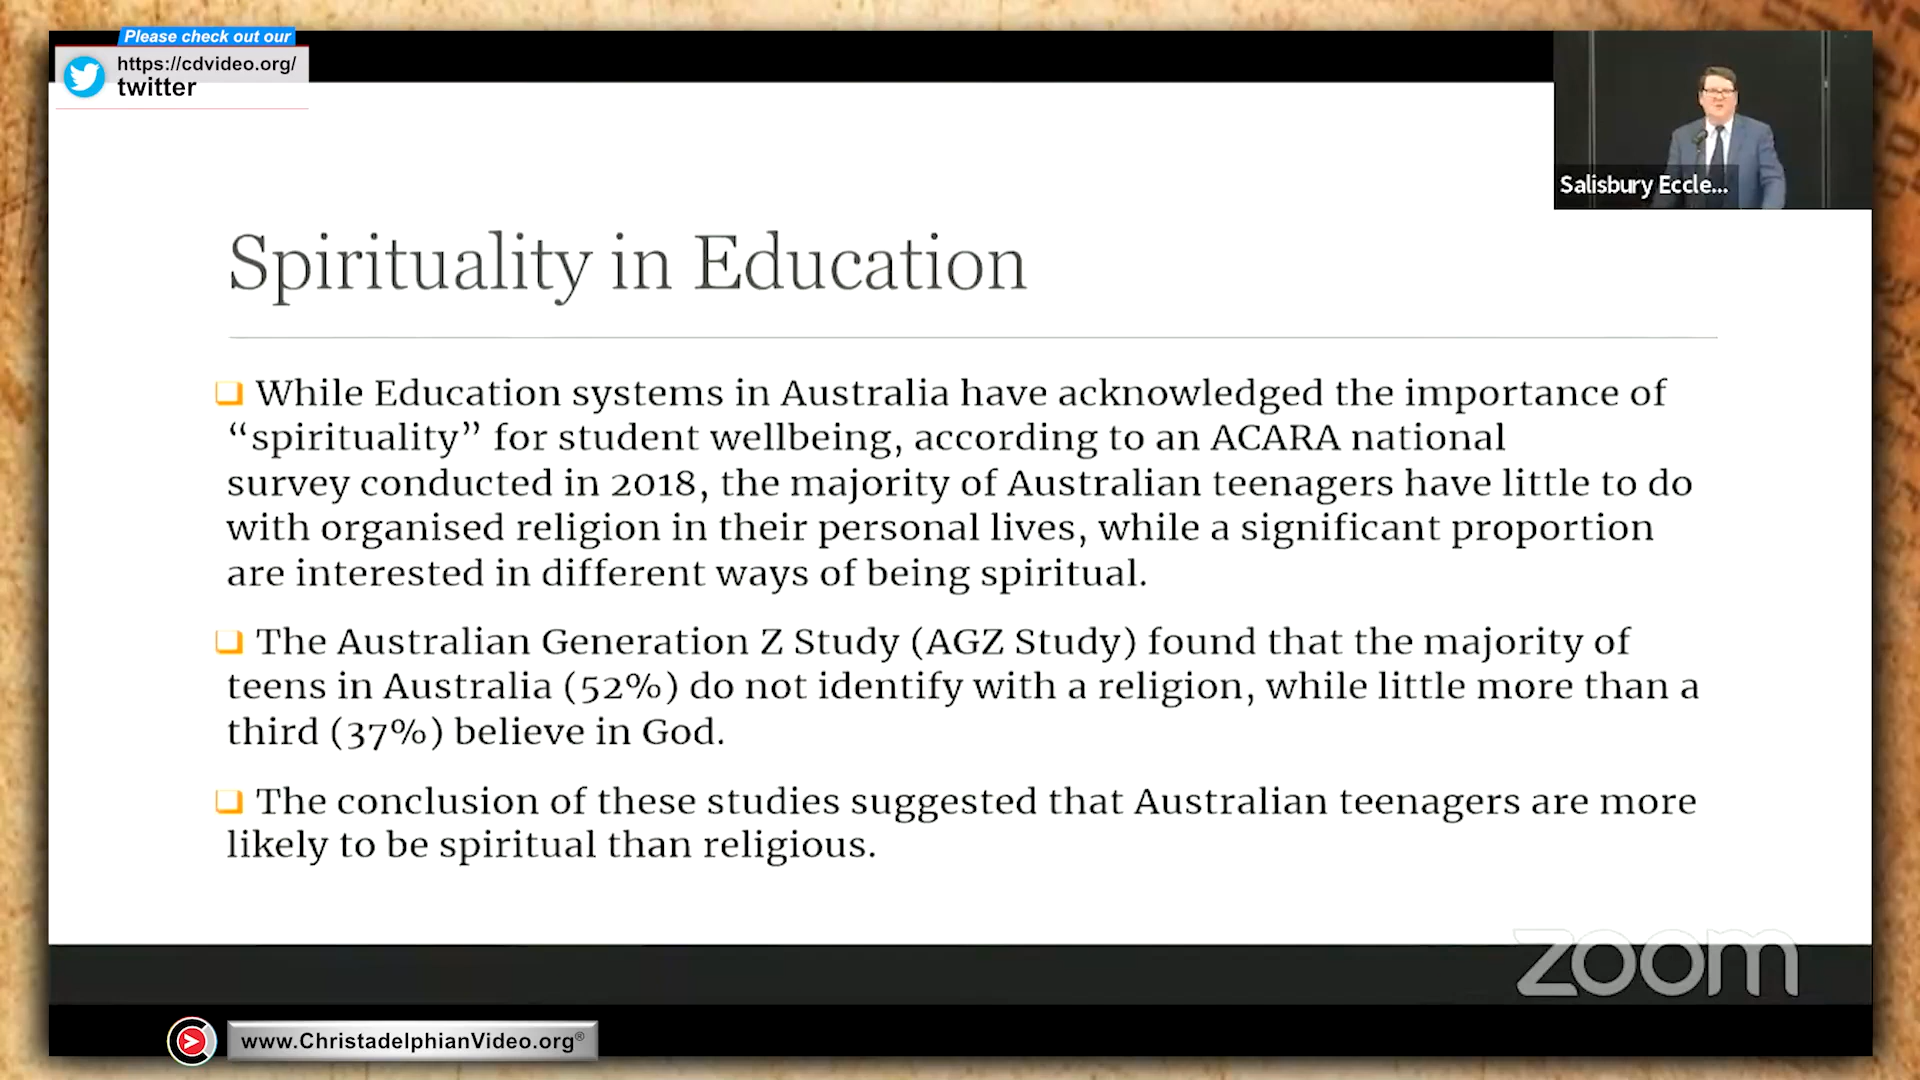 Please check out our
https://cdvideo.org/
twitter
Salisbury Eccle...
Spirituality in Education
While Education systems in Australia have acknowledged the importance of
“spirituality” for student wellbeing, according to an ACARA national
survey conducted in 2018, the majority of Australian teenagers have little to do
with organised religion in their personal lives, while a significant proportion
are interested in different ways of being spiritual.
The Australian Generation Z Study (AGZ Study) found that the majority of
teens in Australia (52%) do not identify with a religion, while little more than a
third (37%) believe in God.
The conclusion of these studies suggested that Australian teenagers are more
likely to be spiritual than religious.
zoom
www.ChristadelphianVideo.org®